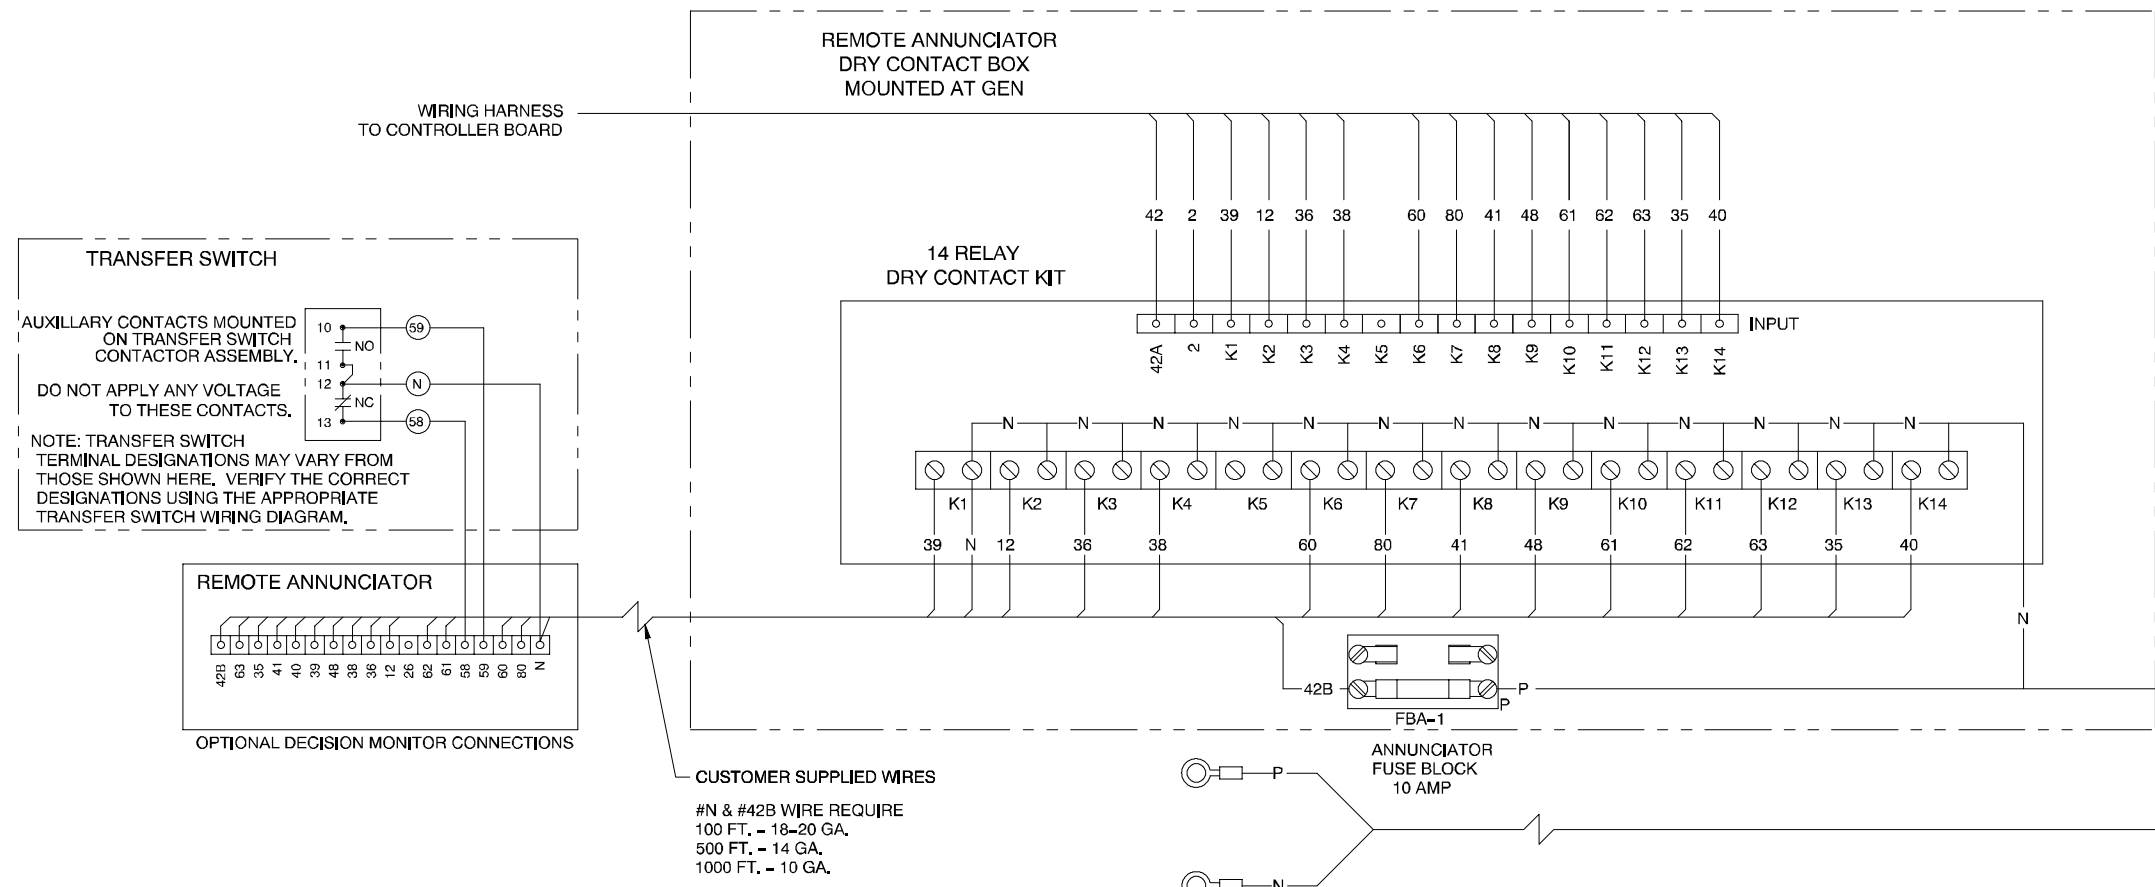 REMOTE ANNUNCIATOR
DRY CONTACT BOX
MOUNTED AT GEN
WIRING HARNESS
TO CONTROLLER BOARD
42 2 39 12 36 38 60 80 41 48 61 62 63 35 40
14 RELAY
DRY CONTACT KIT
INPUT
42A 2 K1 K2 K3 K4 K5 K6 K7 K8 K9 K10 K11 K12 K13 K14
TRANSFER SWITCH
AUXILLARY CONTACTS MOUNTED
ON TRANSFER SWITCH
CONTACTOR ASSEMBLY.
DO NOT APPLY ANY VOLTAGE
TO THESE CONTACTS.
10 59
NO
11
12 N
NC
13 58
NOTE: TRANSFER SWITCH
TERMINAL DESIGNATIONS MAY VARY FROM
THOSE SHOWN HERE. VERIFY THE CORRECT
DESIGNATIONS USING THE APPROPRIATE
TRANSFER SWITCH WIRING DIAGRAM.
N N N N N N N N N N N N N
K1 K2 K3 K4 K5 K6 K7 K8 K9 K10 K11 K12 K13 K14
39 N 12 36 38 60 80 41 48 61 62 63 35 40
N
REMOTE ANNUNCIATOR
42B 63 35 41 40 39 48 38 36 12 26 62 61 58 59 60 80 N
OPTIONAL DECISION MONITOR CONNECTIONS
42B P
P
FBA-1
ANNUNCIATOR
FUSE BLOCK
10 AMP
CUSTOMER SUPPLIED WIRES
#N & #42B WIRE REQUIRE
100 FT. - 18-20 GA.
500 FT. - 14 GA.
1000 FT. - 10 GA.
P
N